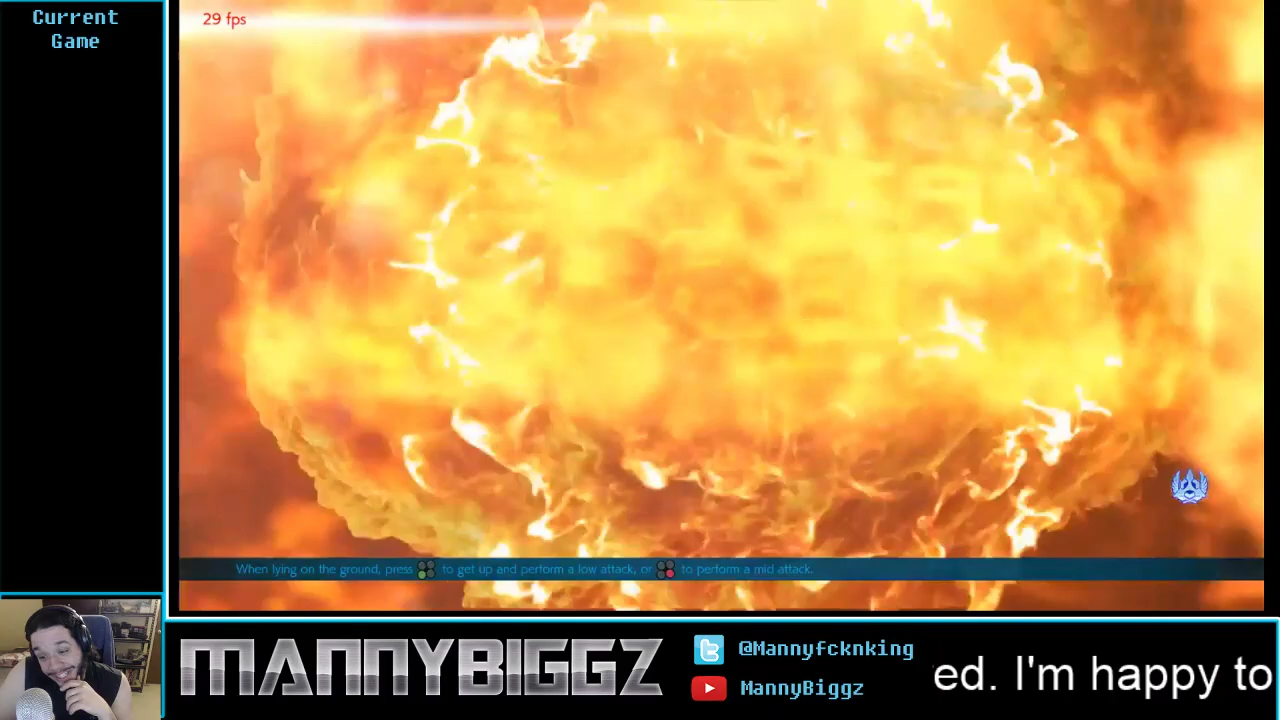 Current
Game
29 fps
When lying on the ground, press to get up and perform a low attack, or to perform a mid attack.
MANNYBIGGZ
@Mannyfcknking
MannyBiggz
ed. I'm happy to